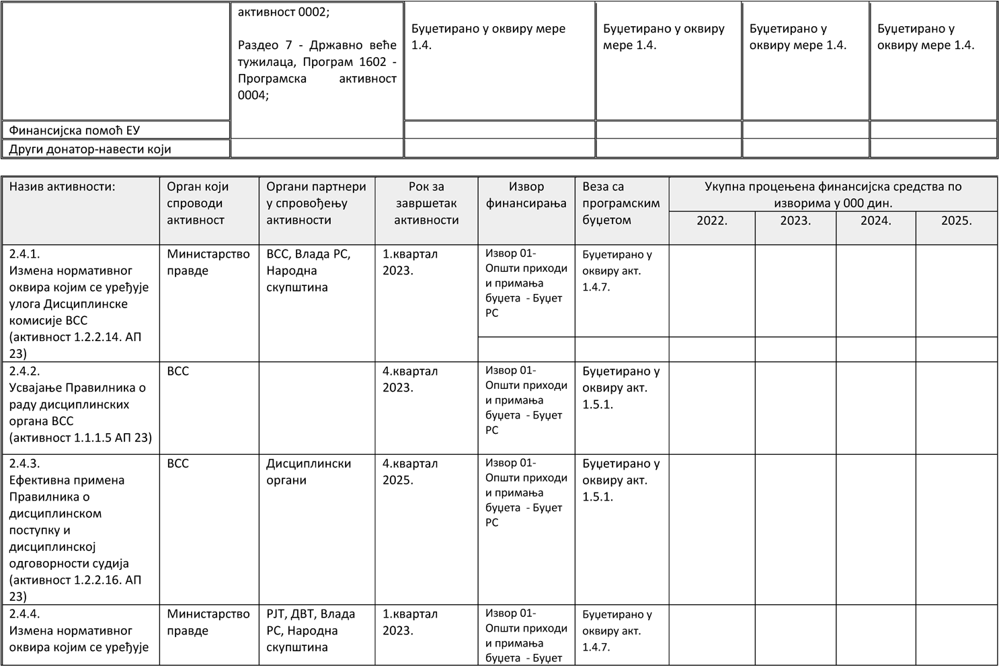 активност 0002;
Раздео 7 - Државно веће
тужилаца, Програм 1602 -
Програмска активност
0004;
Буџетирано у оквиру мере
1.4.
Буџетирано у оквиру
мере 1.4.
Буџетирано у
оквиру мере 1.4.
Буџетирано у
оквиру мере 1.4.
Финансијска помоћ ЕУ
Други донатор-навести који
Назив активности:
Орган који
спроводи
активност
Органи партнери
у спровођењу
активности
Рок за
завршетак
активности
Извор
финансирања
Веза са
програмским
буџетом
Укупна процењена финансијска средства по
изворима у 000 дин.
2022.
2023.
2024.
2025.
2.4.1.
Измена нормативног
оквира којим се уређује
улога Дисциплинске
комисије ВСС
(активност 1.2.2.14. АП
23)
Министарство
правде
ВСС, Влада РС,
Народна
скупштина
1.квартал
2023.
Извор 01-
Општи приходи
и примања
буџета - Буџет
РС
Буџетирано у
оквиру акт.
1.4.7.
2.4.2.
Усвајање Правилника о
раду дисциплинских
органа ВСС
(активност 1.1.1.5 АП 23)
ВСС
4.квартал
2023.
Извор 01-
Општи приходи
и примања
буџета - Буџет
РС
Буџетирано у
оквиру акт.
1.5.1.
2.4.3.
Ефективна примена
Правилника о
дисциплинском
поступку и
дисциплинској
одговорности судија
(активност 1.2.2.16. АП
23)
ВСС
Дисциплински
органи
4.квартал
2025.
Извор 01-
Општи приходи
и примања
буџета - Буџет
РС
Буџетирано у
оквиру акт.
1.5.1.
2.4.4.
Измена нормативног
оквира којим се уређује
Министарство
правде
РЈТ, ДВТ, Влада
РС, Народна
скупштина
1.квартал
2023.
Извор 01-
Општи приходи
и примања
буџета - Буџет
Буџетирано у
оквиру акт.
1.4.7.